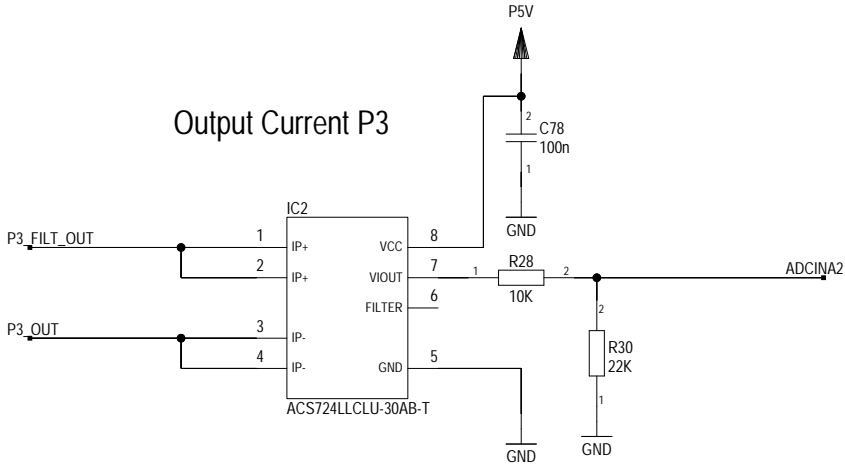 P5V
Output Current P3
2
C78
100n
1
GND
IC2
P3_FILT_OUT
1
IP+
VCC
8
2
IP+
VIOUT
7
1
R28
2
10K
ADCINA2
FILTER
6
P3_OUT
3
IP-
2
R30
22K
4
IP-
GND
5
1
ACS724LLCLU-30AB-T
GND
GND